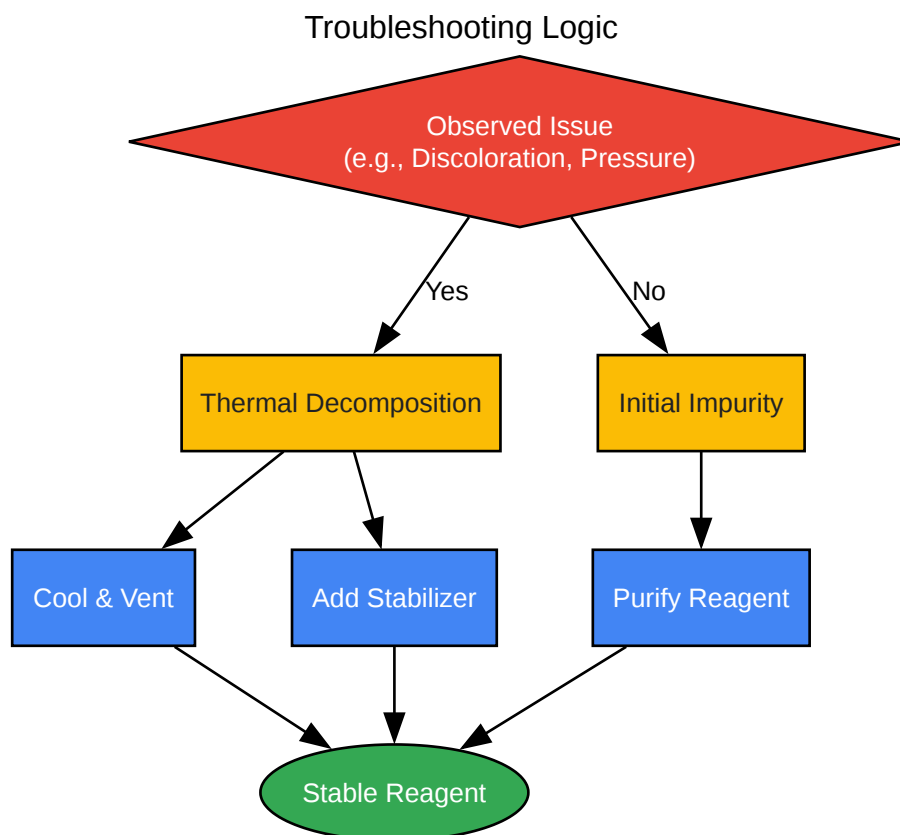 Troubleshooting Logic
Observed Issue
(e.g., Discoloration, Pressure)
Yes
No
Thermal Decomposition
Initial Impurity
Cool & Vent
Add Stabilizer
Purify Reagent
Stable Reagent